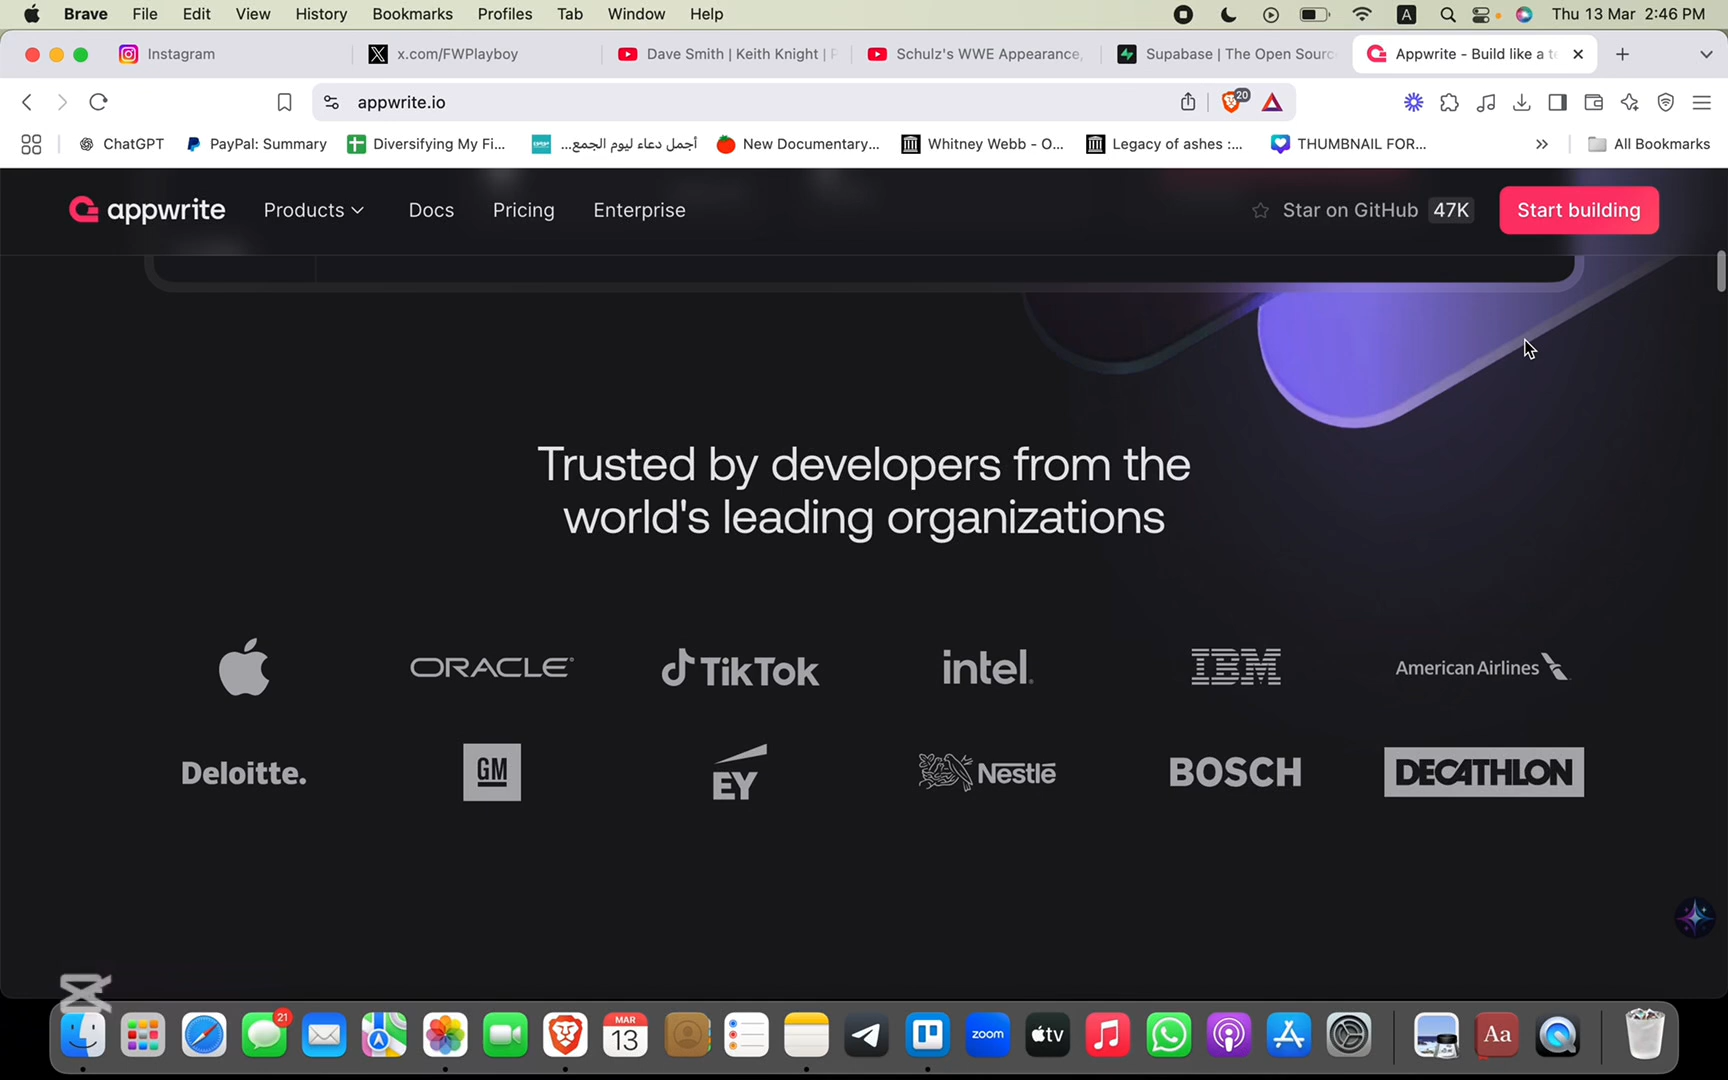 Brave File Edit View History Bookmarks Profiles Tab Window Help A Thu 13 Mar 2:46 PM
Instagram x.com/FWPlayboy Dave Smith | Keith Knight | P Schulz's WWE Appearance, Supabase | The Open Sourc Appwrite - Build like a te
appwrite.io 20
ChatGPT PayPal: Summary Diversifying My Fi... أجمل دعاء ليوم الجمع... New Documentary... Whitney Webb - O... Legacy of ashes :... THUMBNAIL FOR... All Bookmarks
appwrite Products Docs Pricing Enterprise Star on GitHub 47K Start building
Trusted by developers from the
world's leading organizations
ORACLE TikTok intel. IBM American Airlines
Deloitte. GM EY Nestlé BOSCH DECATHLON
21 MAR 13 zoom tv Aa